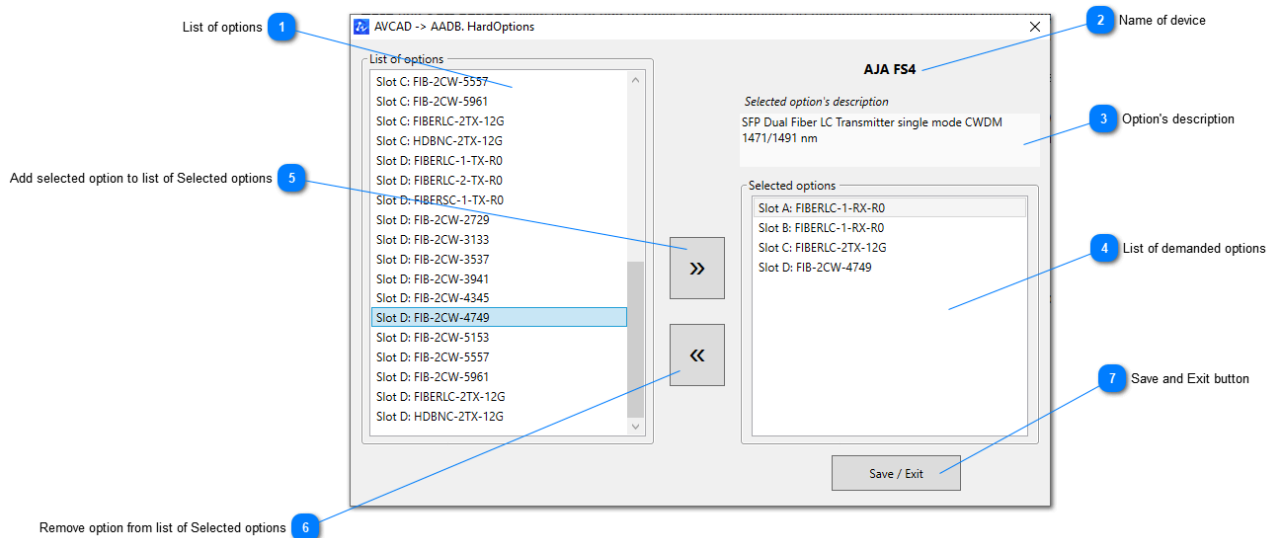 List of options 1
AVCAD -> AADB. HardOptions
2 Name of device
List of options
AJA FS4
Slot C: FIB-2CW-5557
Slot C: FIB-2CW-5961
Slot C: FIBERLC-2TX-12G
Slot C: HDBNC-2TX-12G
Slot D: FIBERLC-1-TX-R0
Slot D: FIBERLC-2-TX-R0
Slot D: FIBERSC-1-TX-R0
Slot D: FIB-2CW-2729
Slot D: FIB-2CW-3133
Slot D: FIB-2CW-3537
Slot D: FIB-2CW-3941
Slot D: FIB-2CW-4345
Slot D: FIB-2CW-4749
Slot D: FIB-2CW-5153
Slot D: FIB-2CW-5557
Slot D: FIB-2CW-5961
Slot D: FIBERLC-2TX-12G
Slot D: HDBNC-2TX-12G
Selected option's description
SFP Dual Fiber LC Transmitter single mode CWDM
1471/1491 nm
3 Option's description
Add selected option to list of Selected options 5
»
«
Selected options
Slot A: FIBERLC-1-RX-R0
Slot B: FIBERLC-1-RX-R0
Slot C: FIBERLC-2TX-12G
Slot D: FIB-2CW-4749
4 List of demanded options
7 Save and Exit button
Save / Exit
Remove option from list of Selected options 6